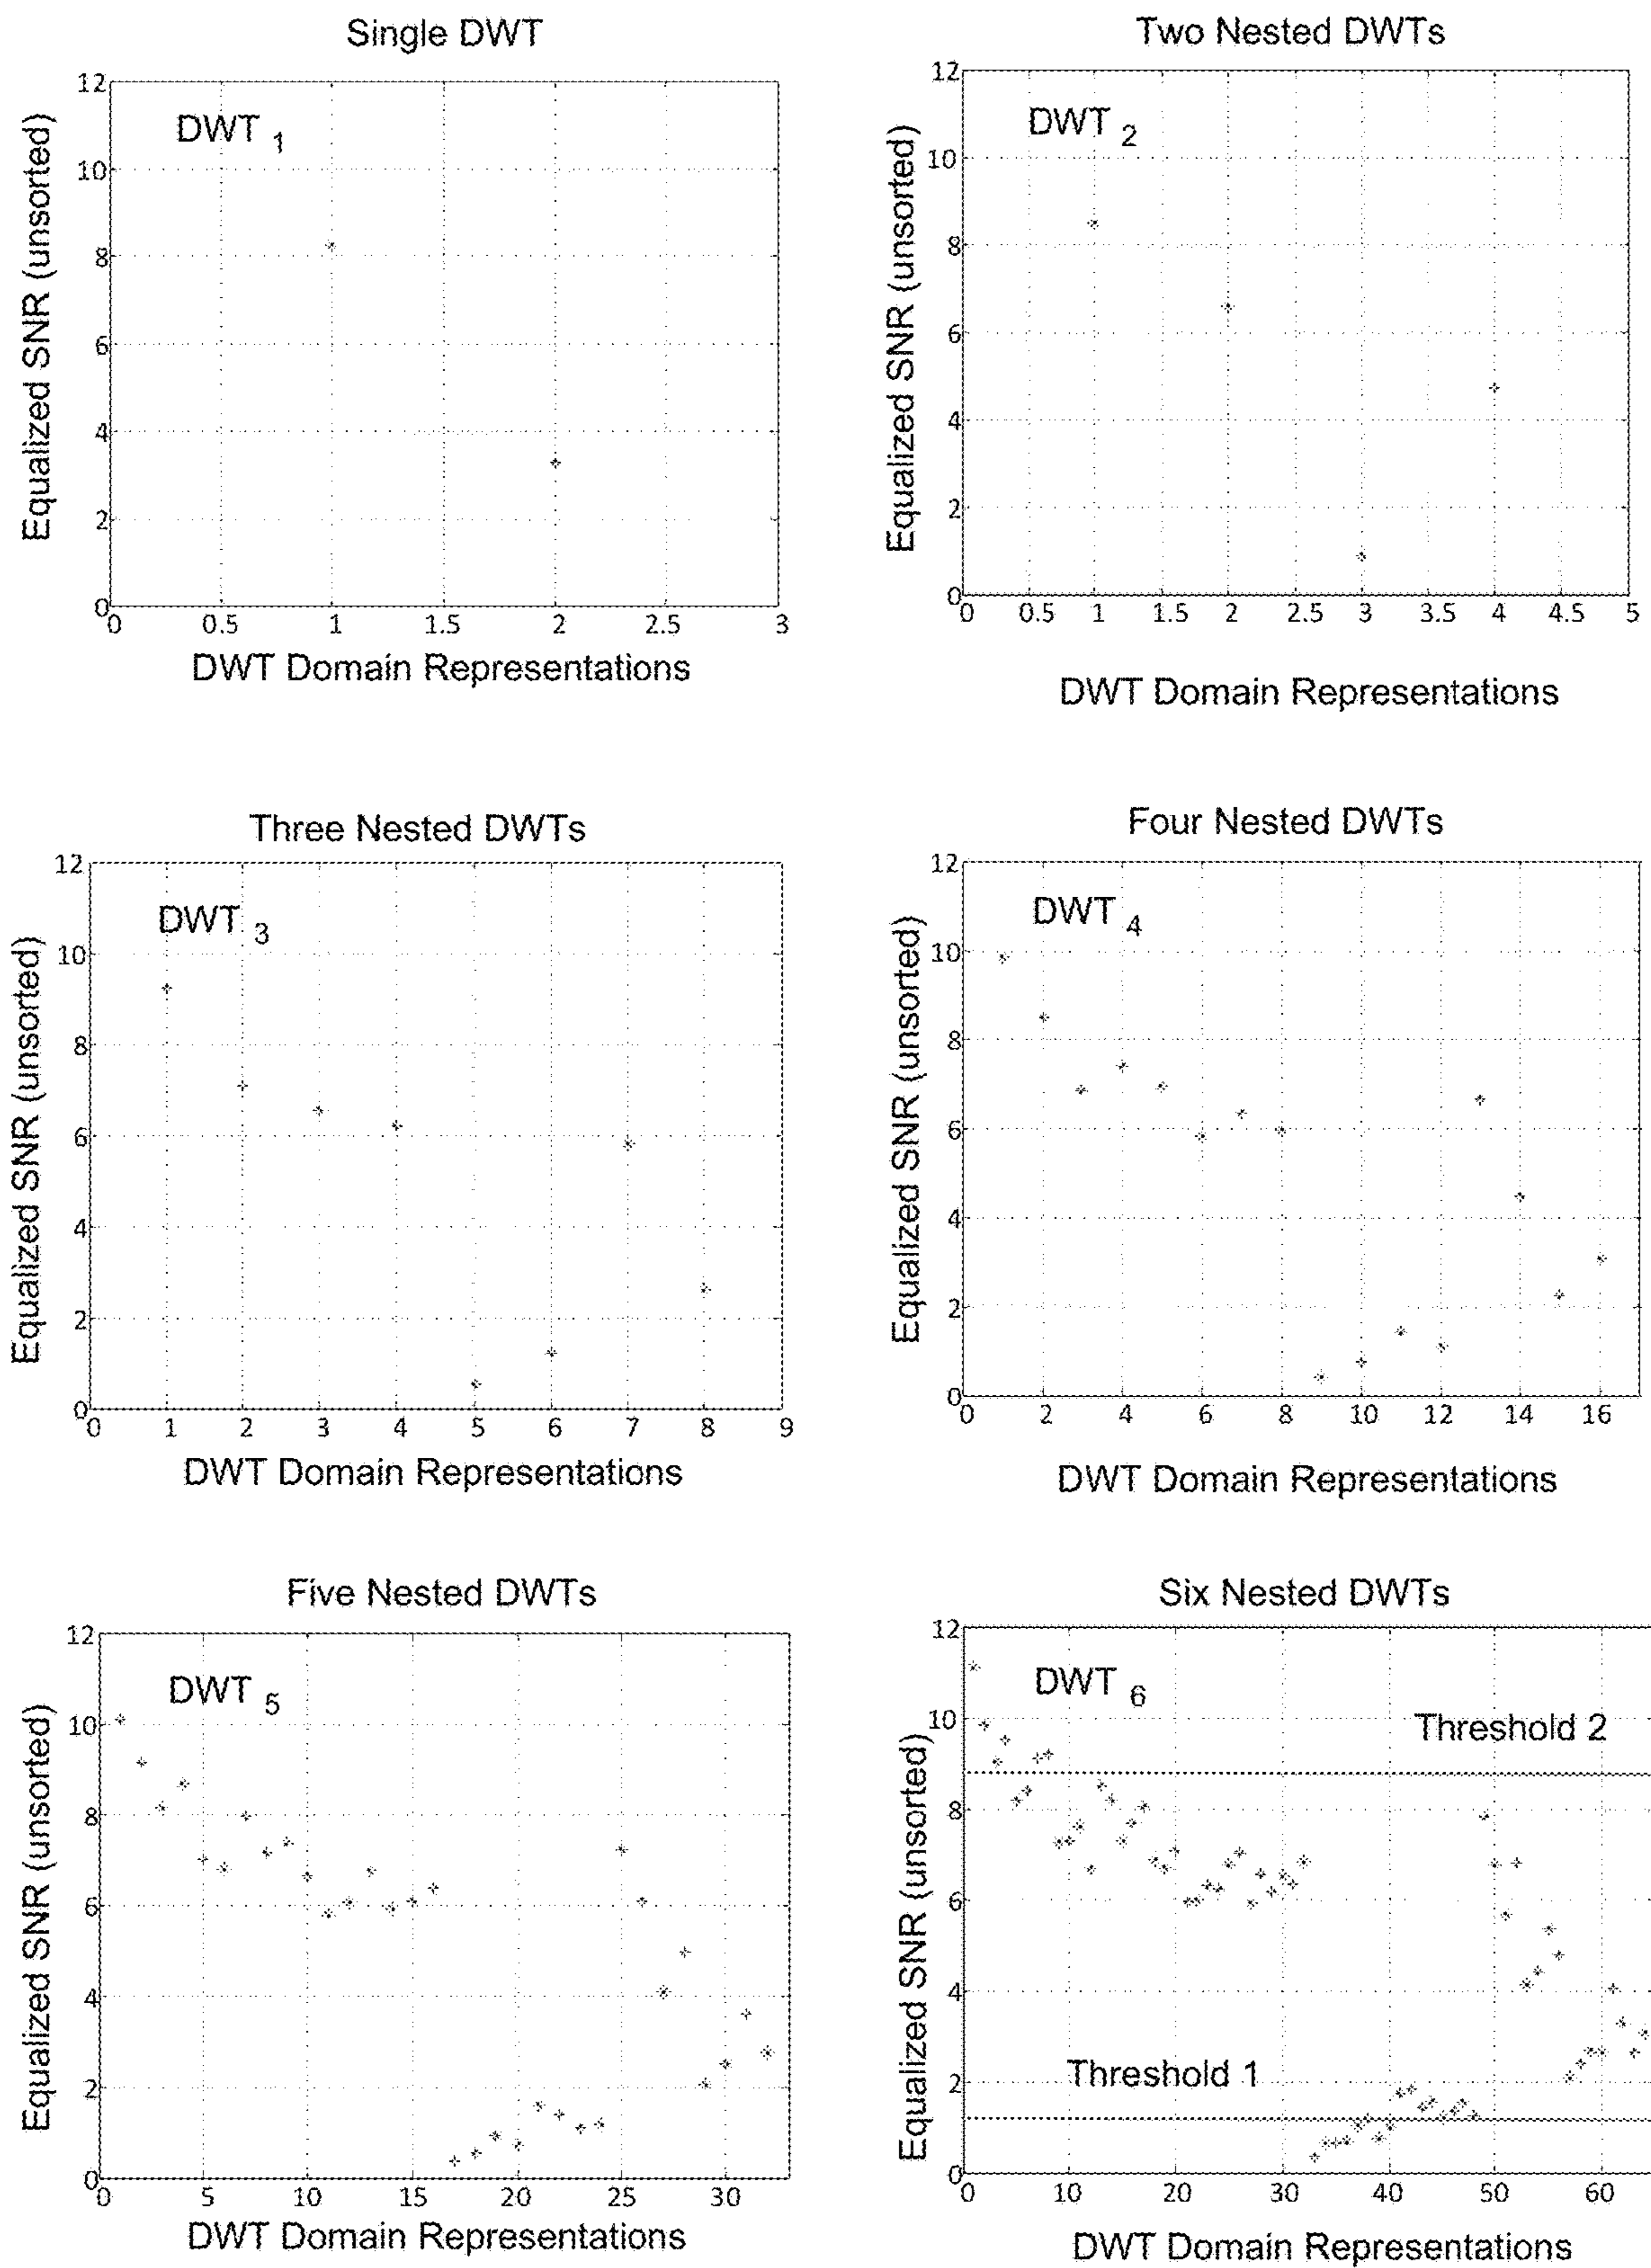 Single DWT
12
DWT 1
10
8
6
4
2
0
0 0.5 1 1.5 2 2.5 3
Equalized SNR (unsorted)
DWT Domain Representations
Two Nested DWTs
12
DWT 2
10
8
6
4
2
0
0 0.5 1 1.5 2 2.5 3 3.5 4 4.5 5
Equalized SNR (unsorted)
DWT Domain Representations
Three Nested DWTs
12
DWT 3
10
8
6
4
2
0
0 1 2 3 4 5 6 7 8 9
Equalized SNR (unsorted)
DWT Domain Representations
Four Nested DWTs
12
DWT 4
10
8
6
4
2
0
0 2 4 6 8 10 12 14 16
Equalized SNR (unsorted)
DWT Domain Representations
Five Nested DWTs
12
DWT 5
10
8
6
4
2
0
0 5 10 15 20 25 30
Equalized SNR (unsorted)
DWT Domain Representations
Six Nested DWTs
12
DWT 6
10
Threshold 2
8
6
4
Threshold 1
2
0
0 10 20 30 40 50 60
Equalized SNR (unsorted)
DWT Domain Representations